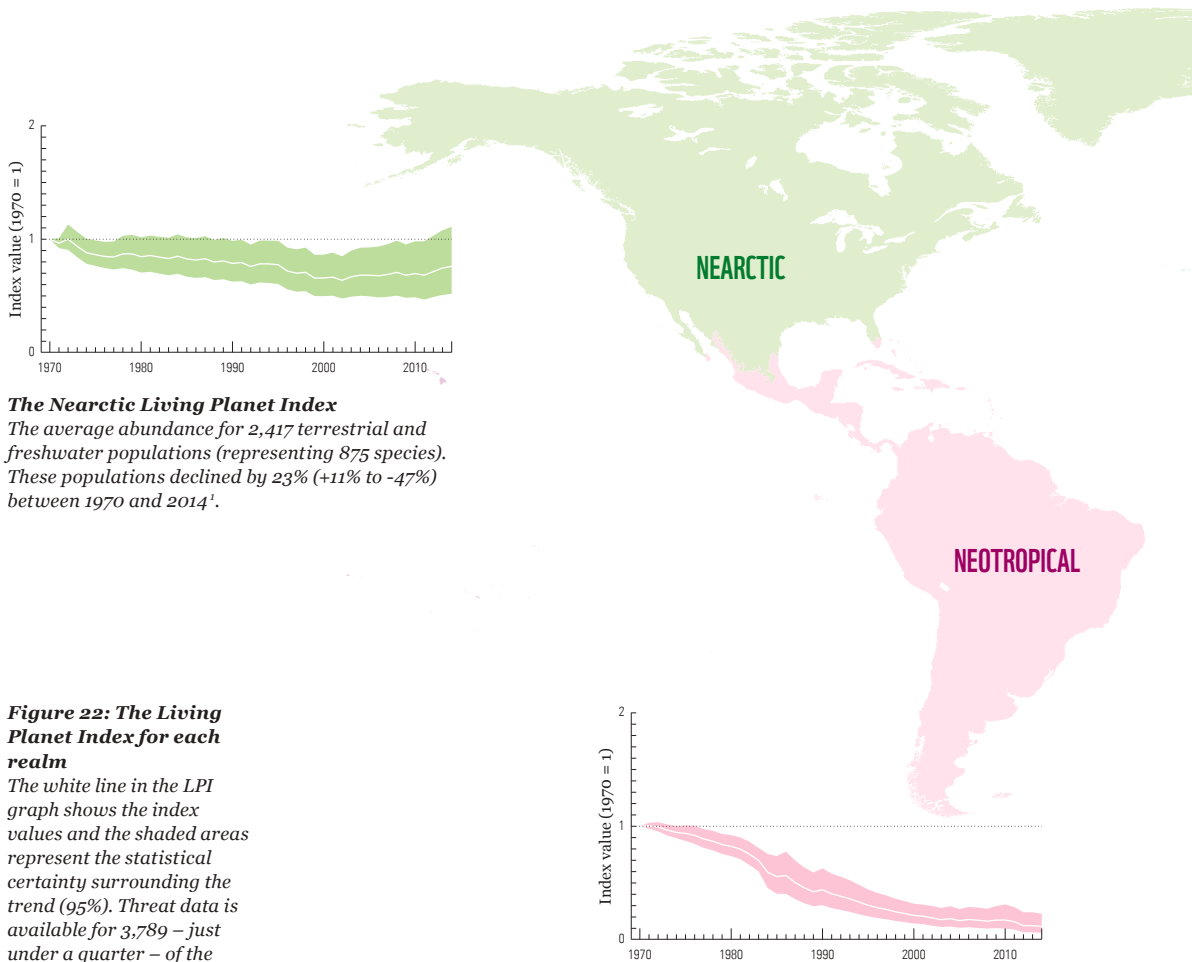 2
Index value (1970 = 1)
1
0
1970 1980 1990 2000 2010
The Nearctic Living Planet Index
The average abundance for 2,417 terrestrial and
freshwater populations (representing 875 species).
These populations declined by 23% (+11% to -47%)
between 1970 and 2014¹.
NEARCTIC
NEOTROPICAL
Figure 22: The Living
Planet Index for each
realm
The white line in the LPI
graph shows the index
values and the shaded areas
represent the statistical
certainty surrounding the
trend (95%). Threat data is
available for 3,789 – just
under a quarter – of the
2
Index value (1970 = 1)
1
0
1970 1980 1990 2000 2010